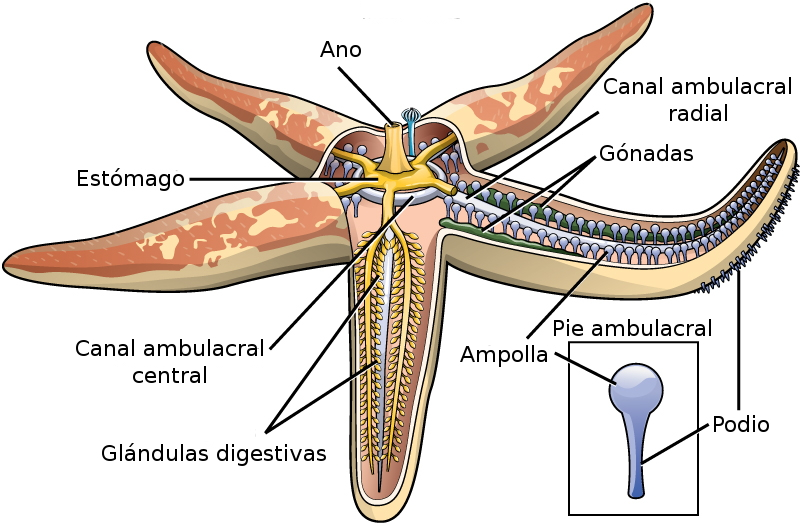 Ano
Canal ambulacral
radial
Gónadas
Estómago
Canal ambulacral
central
Glándulas digestivas
Pie ambulacral
Ampolla
Podio